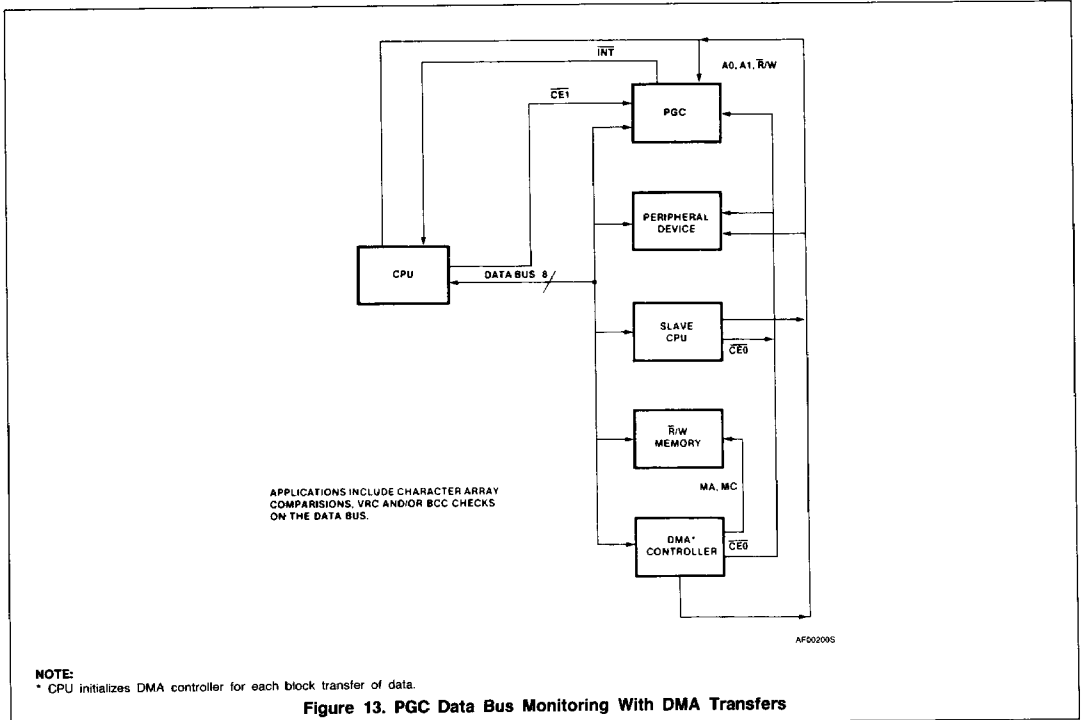 INT
A0, A1, R̅/W
CE1
PGC
PERIPHERAL
DEVICE
CPU
DATA BUS 8
SLAVE
CPU
CE0
R̅/W
MEMORY
MA, MC
APPLICATIONS INCLUDE CHARACTER ARRAY
COMPARISIONS, VRC AND/OR BCC CHECKS
ON THE DATA BUS.
DMA*
CONTROLLER
CE0
AF00200S
NOTE:
* CPU initializes DMA controller for each block transfer of data.
Figure 13. PGC Data Bus Monitoring With DMA Transfers